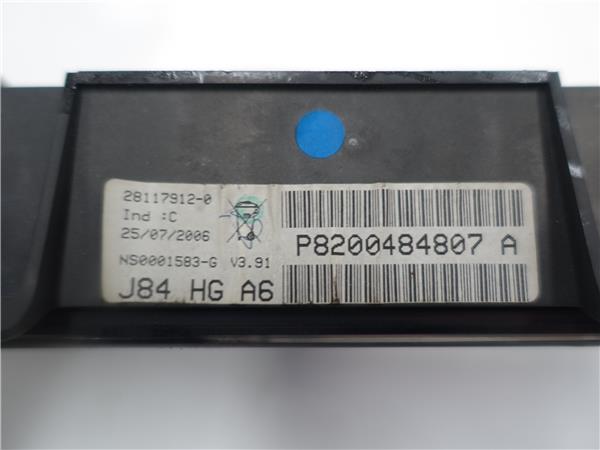 28117912-0
Ind :C
25/07/2006
NS0001583-G V3.91
J84 HG A6
P8200484807 A